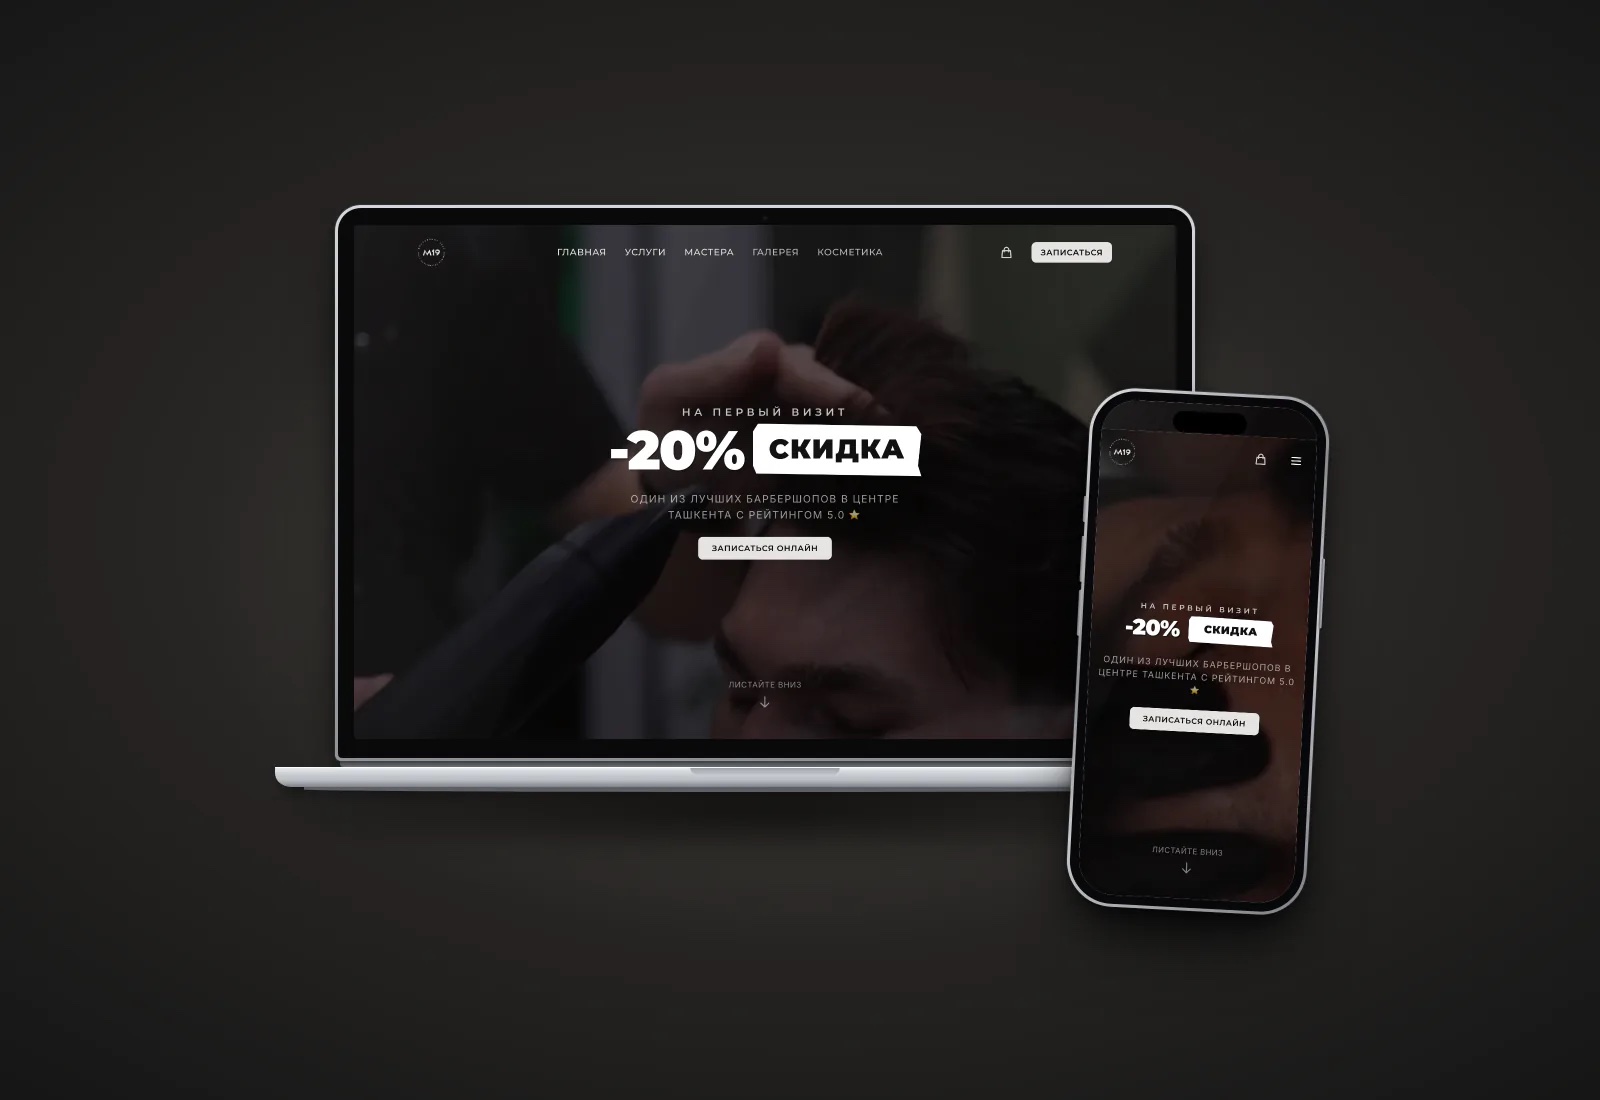 M19
ГЛАВНАЯ УСЛУГИ МАСТЕРА ГАЛЕРЕЯ КОСМЕТИКА
ЗАПИСАТЬСЯ
НА ПЕРВЫЙ ВИЗИТ
-20% СКИДКА
ОДИН ИЗ ЛУЧШИХ БАРБЕРШОПОВ В ЦЕНТРЕ
ТАШКЕНТА С РЕЙТИНГОМ 5.0 ⭐
ЗАПИСАТЬСЯ ОНЛАЙН
ЛИСТАЙТЕ ВНИЗ
M19
НА ПЕРВЫЙ ВИЗИТ
-20% СКИДКА
ОДИН ИЗ ЛУЧШИХ БАРБЕРШОПОВ В
ЦЕНТРЕ ТАШКЕНТА С РЕЙТИНГОМ 5.0
⭐
ЗАПИСАТЬСЯ ОНЛАЙН
ЛИСТАЙТЕ ВНИЗ